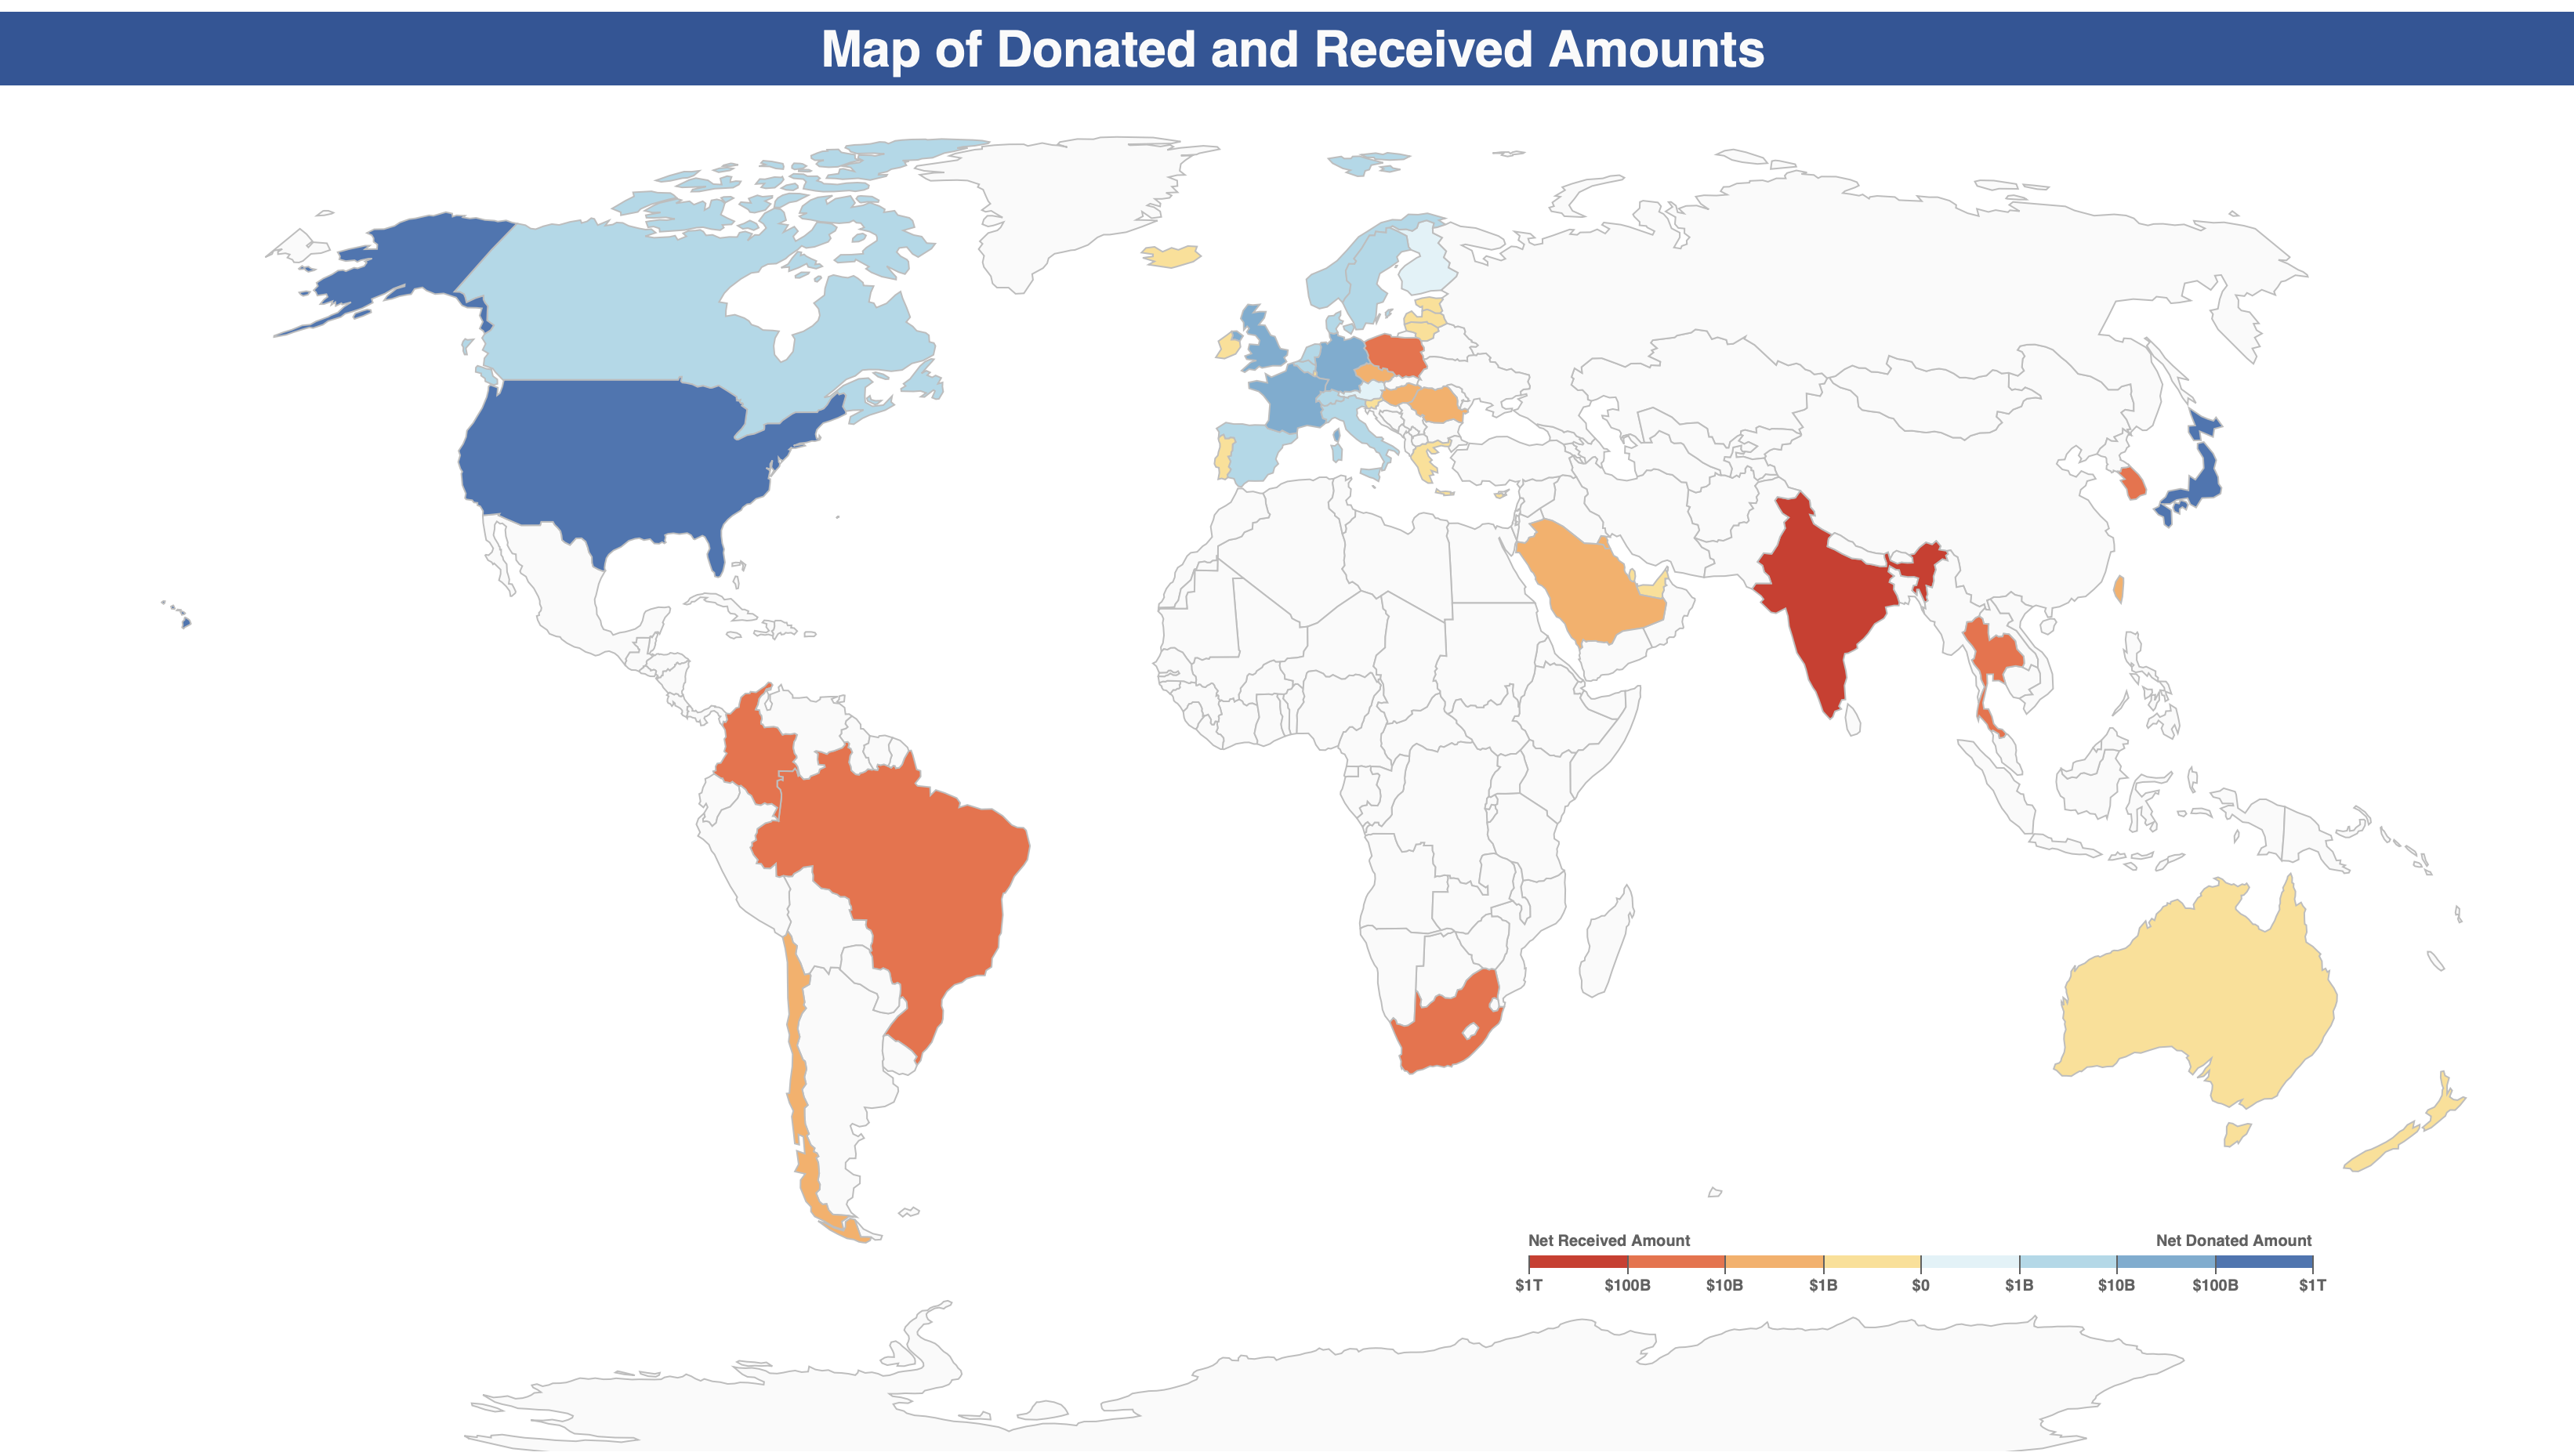 Map of Donated and Received Amounts
Net Received Amount Net Donated Amount
$1T $100B $10B $1B $0 $1B $10B $100B $1T